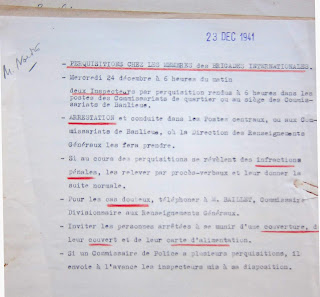 23 DEC 1941
- PERQUISITIONS CHEZ LES MEMBRES des BRIGADES INTERNATIONALES.
- Mercredi 24 décembre à 6 heures du matin
deux Inspecteurs par perquisition rendus à 6 heures dans les
postes des Commissariats de quartier ou au siège des Commis-
sariats de Banlieue.
- ARRESTATION et conduite dans les Postes centraux, ou aux Com-
missariats de Banlieue, où la Direction des Renseignements
Généraux les fera prendre.
- Si au cours des perquisitions se révèlent des infractions
pénales, les relever par procès-verbaux et leur donner la
suite normale.
- Pour les cas douteux, téléphoner à M. BAILLET, Commissaire
Divisionnaire aux Renseignements Généraux.
- Inviter les personnes arrêtées à se munir d'une couverture, d
leur couvert et de leur carte d'alimentation.
- Si un Commissaire de Police a plusieurs perquisitions, il
envoie à l'avance les inspecteurs mis à sa disposition.